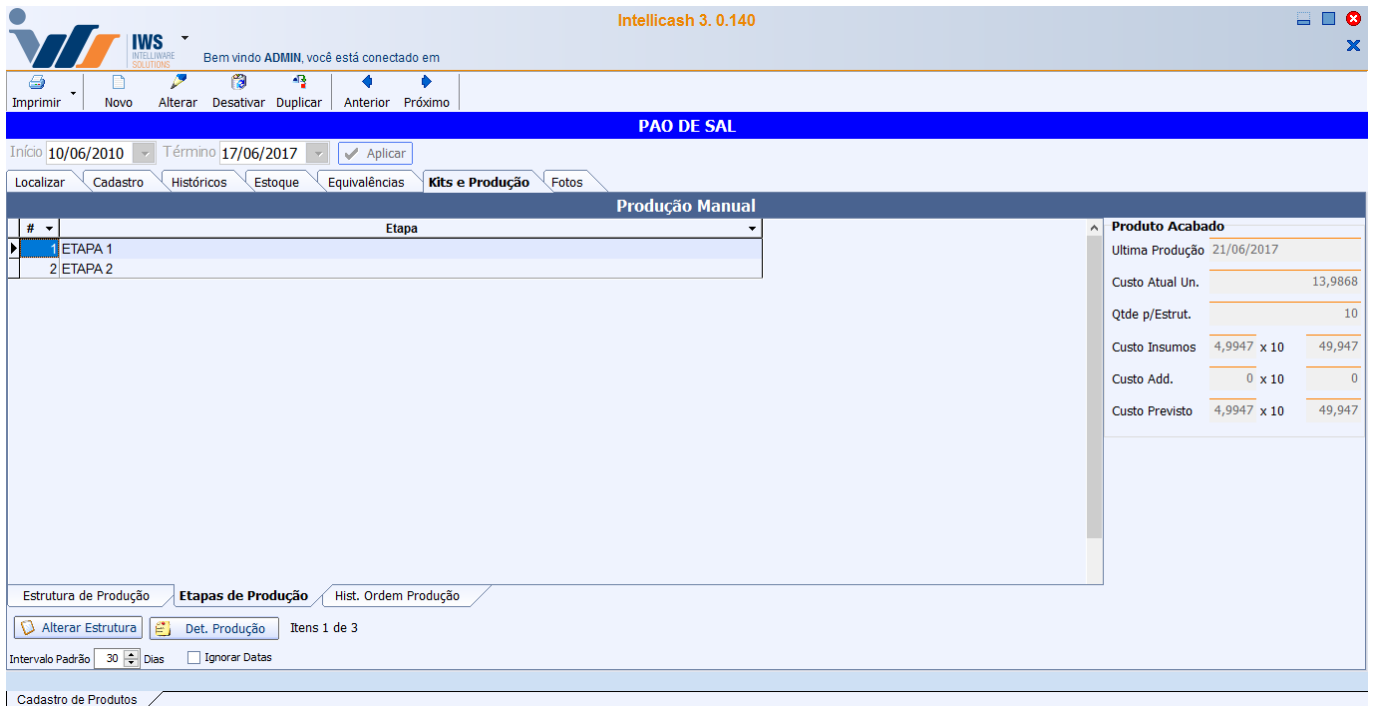 Intellicash 3. 0.140
IWS
INTELLIWARE
SOLUTIONS
Bem vindo ADMIN, você está conectado em
Imprimir Novo Alterar Desativar Duplicar Anterior Próximo
PAO DE SAL
Início 10/06/2010 Término 17/06/2017 Aplicar
Localizar Cadastro Históricos Estoque Equivalências Kits e Produção Fotos
Produção Manual
# Etapa
1 ETAPA 1
2 ETAPA 2
Produto Acabado
Ultima Produção 21/06/2017
Custo Atual Un. 13,9868
Qtde p/Estrut. 10
Custo Insumos 4,9947 x 10 49,947
Custo Add. 0 x 10 0
Custo Previsto 4,9947 x 10 49,947
Estrutura de Produção Etapas de Produção Hist. Ordem Produção
Alterar Estrutura Det. Produção Itens 1 de 3
Intervalo Padrão 30 Dias Ignorar Datas
Cadastro de Produtos